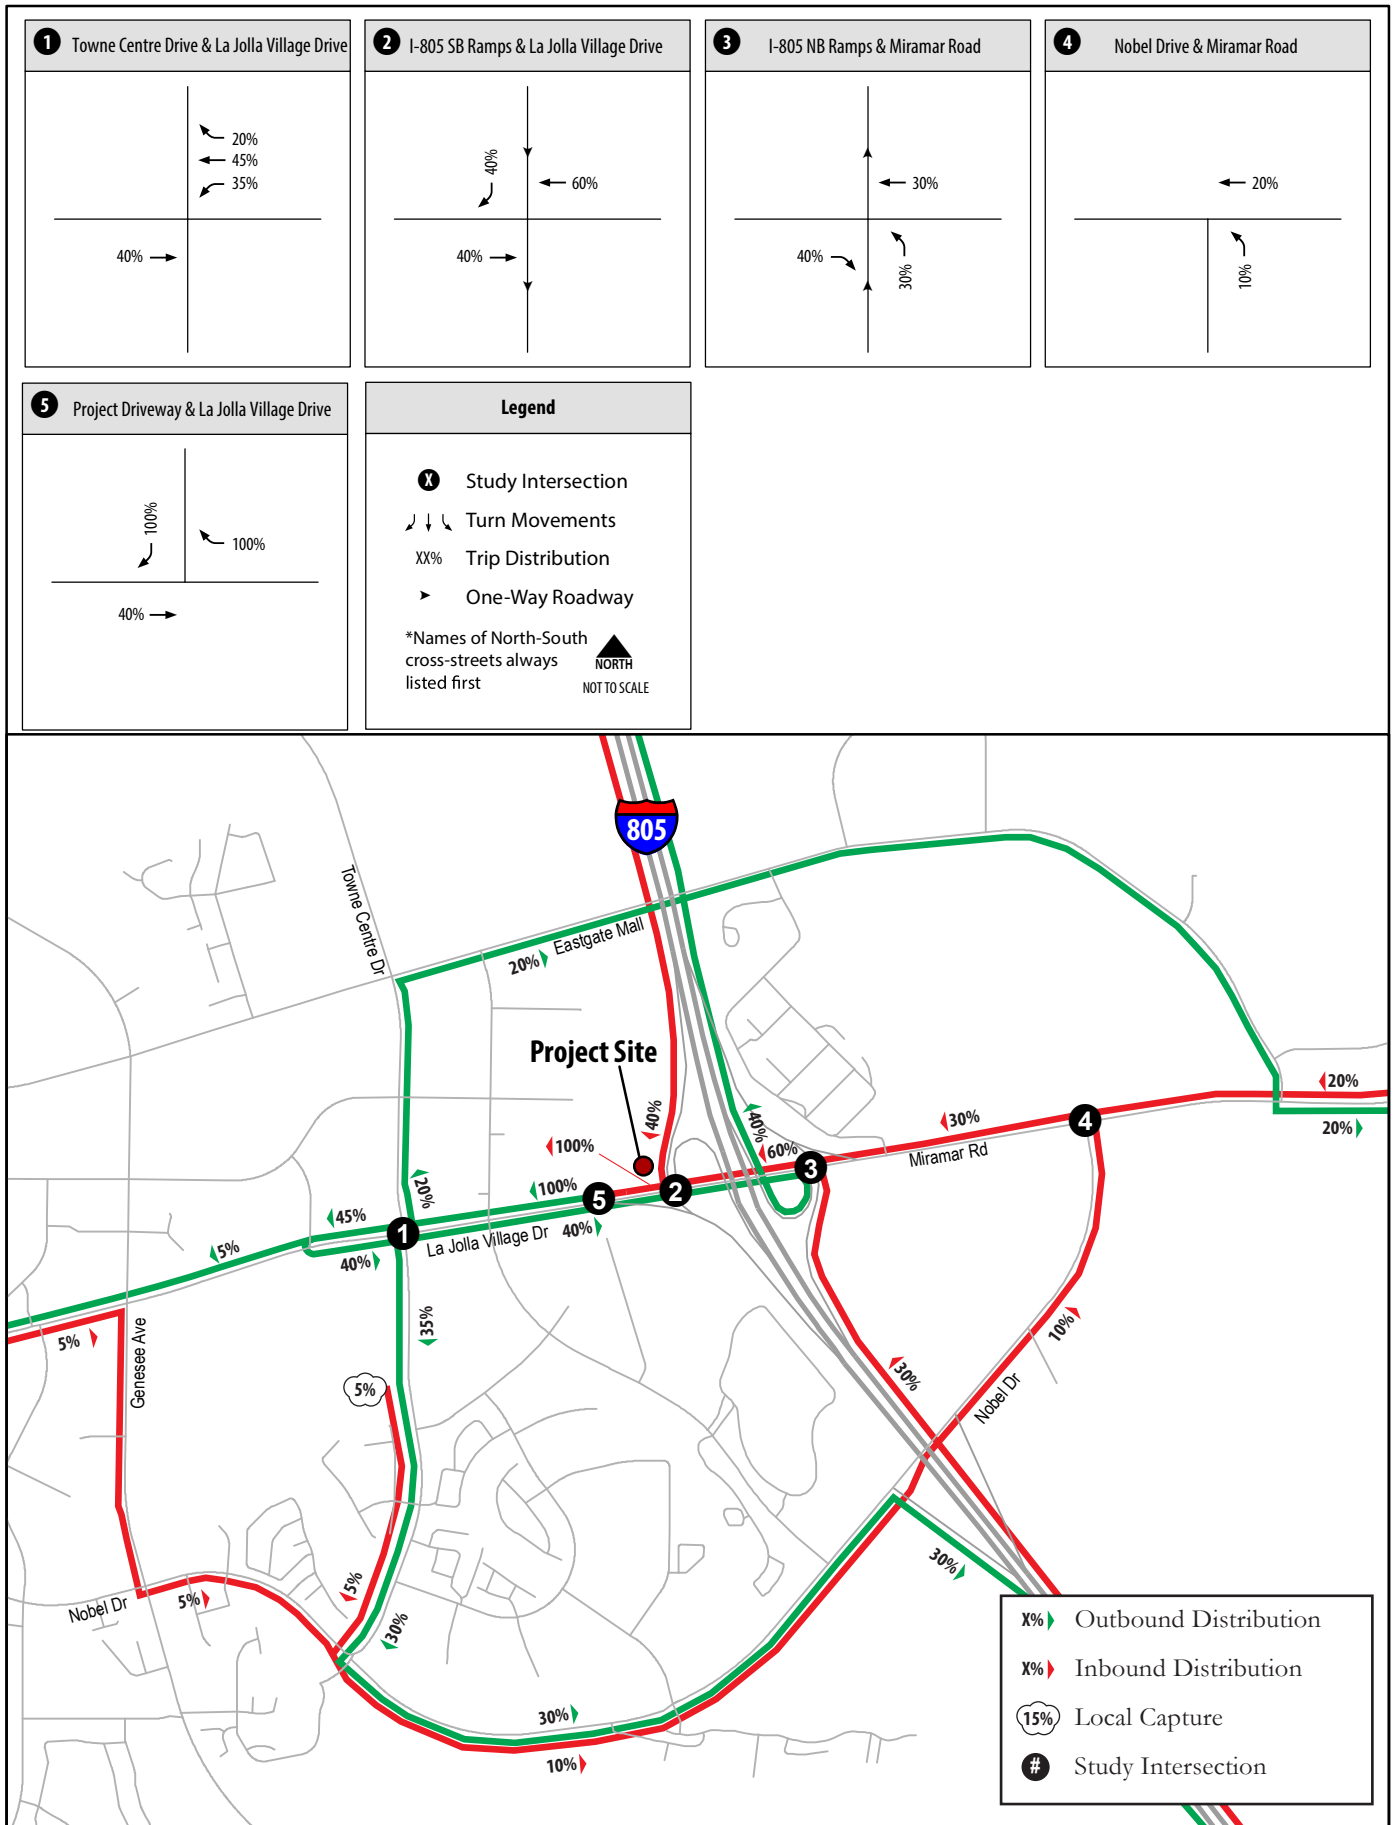 1 Towne Centre Drive & La Jolla Village Drive
20%
45%
35%
40%
2 I-805 SB Ramps & La Jolla Village Drive
40%
60%
40%
3 I-805 NB Ramps & Miramar Road
30%
40%
30%
4 Nobel Drive & Miramar Road
20%
10%
5 Project Driveway & La Jolla Village Drive
100%
100%
40%
Legend
X Study Intersection
Turn Movements
XX% Trip Distribution
One-Way Roadway
*Names of North-South
cross-streets always
listed first
NORTH
NOT TO SCALE
805
Towne Centre Dr
Eastgate Mall
20%
Project Site
40%
40%
100%
60%
30%
Miramar Rd
20%
20%
4
3
2
5
1
100%
20%
45%
40%
La Jolla Village Dr
40%
5%
5%
Genesee Ave
35%
5%
30%
10%
Nobel Dr
30%
5%
30%
Nobel Dr
5%
30%
10%
X% Outbound Distribution
X% Inbound Distribution
15% Local Capture
# Study Intersection